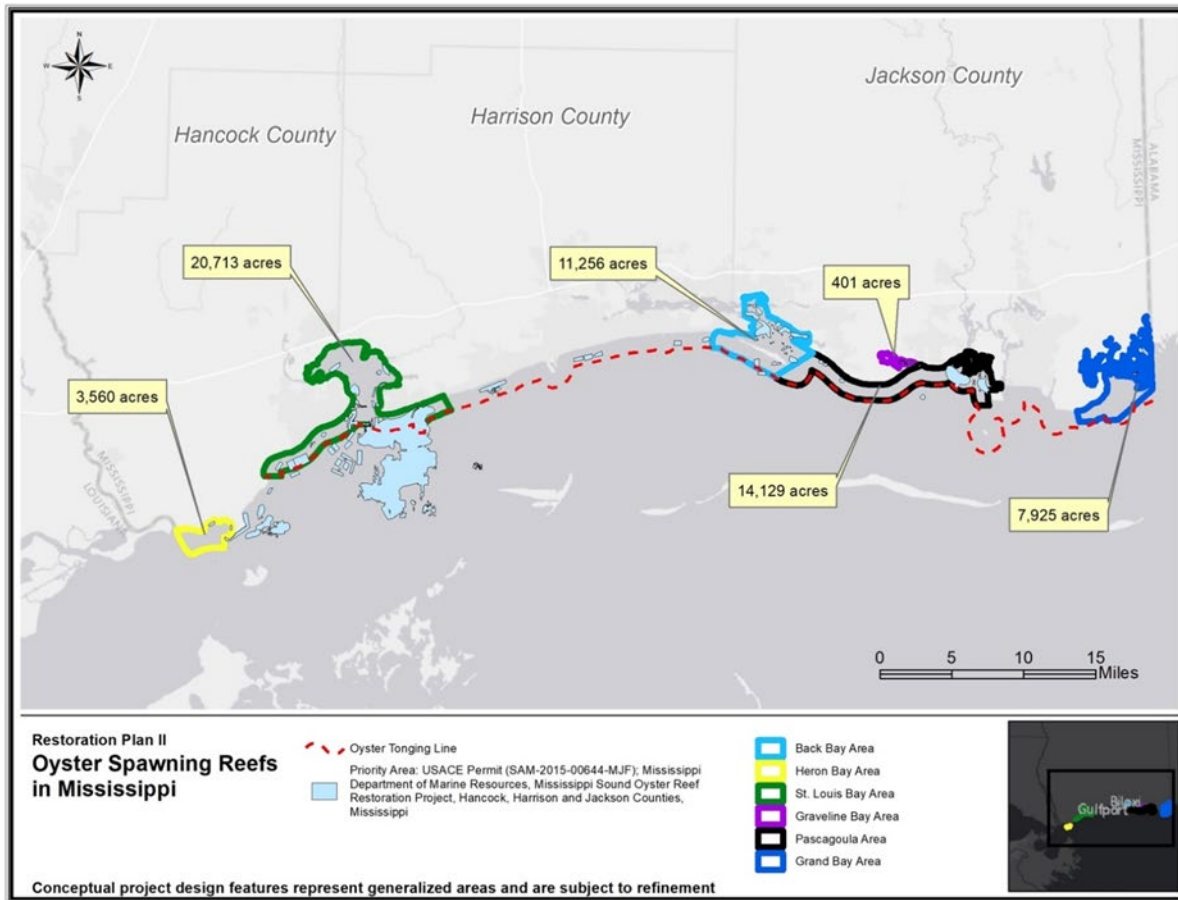 N
W
E
S
Jackson County
Harrison County
Hancock County
ALABAMA
MISSISSIPPI
20,713 acres
11,256 acres
401 acres
3,560 acres
14,129 acres
7,925 acres
MISSISSIPPI
LOUISIANA
0 5 10 15
Miles
Restoration Plan II
Oyster Spawning Reefs
in Mississippi
Oyster Tonging Line
Priority Area: USACE Permit (SAM-2015-00644-MJF); Mississippi
Department of Marine Resources, Mississippi Sound Oyster Reef
Restoration Project, Hancock, Harrison and Jackson Counties,
Mississippi
Back Bay Area
Heron Bay Area
St. Louis Bay Area
Graveline Bay Area
Pascagoula Area
Grand Bay Area
Biloxi
Gulfport
Conceptual project design features represent generalized areas and are subject to refinement